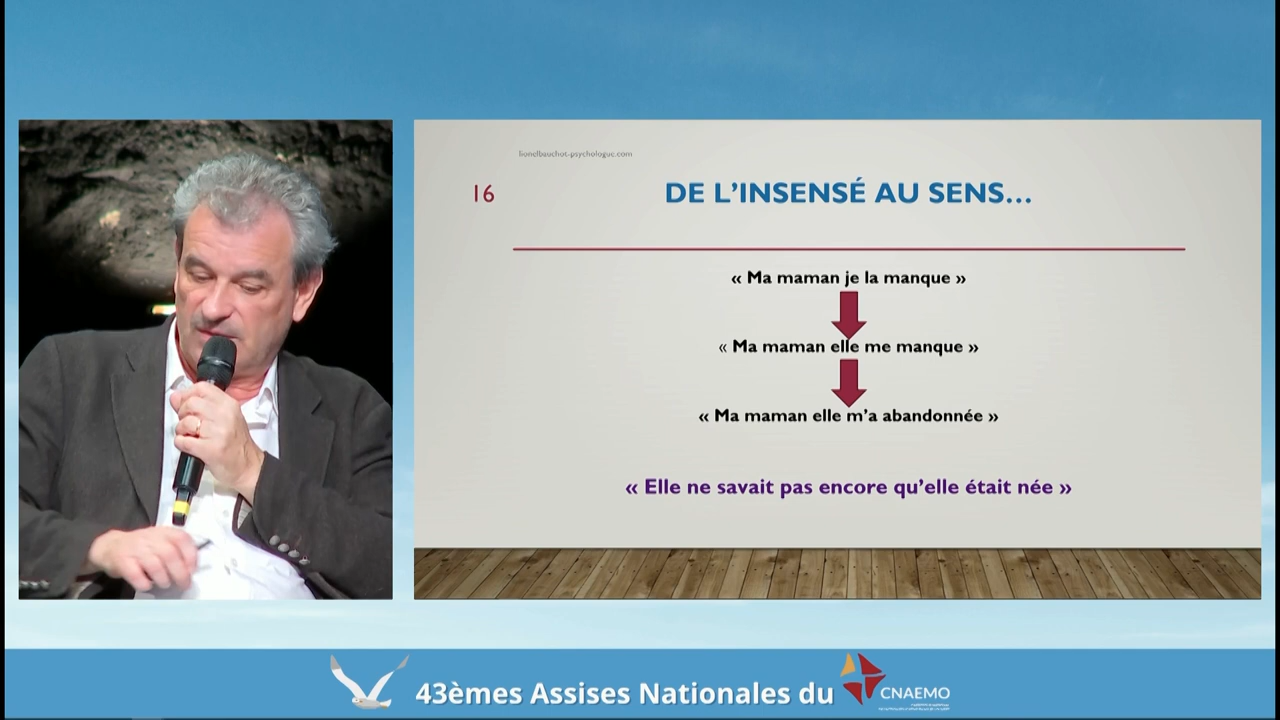 lionelbauchot-psychologue.com
16
DE L’INSENSÉ AU SENS…
« Ma maman je la manque »
« Ma maman elle me manque »
« Ma maman elle m’a abandonnée »
« Elle ne savait pas encore qu’elle était née »
43èmes Assises Nationales du
CNAEMO